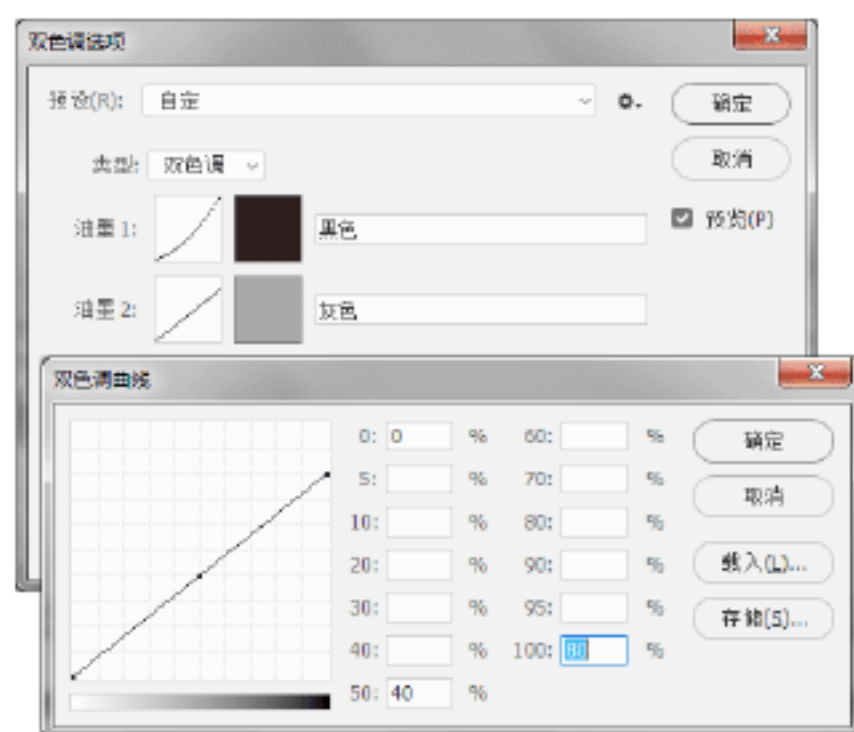 双色调选项
预设(R): 自定
确定
类型: 双色调
取消
油墨 1: 黑色
预览(P)
油墨 2: 灰色
双色调曲线
0: 0 % 60: %
确定
5: % 70: %
取消
10: % 80: %
20: % 90: %
载入(L)...
30: % 95: %
存储(S)...
40: % 100: 80 %
50: 40 %